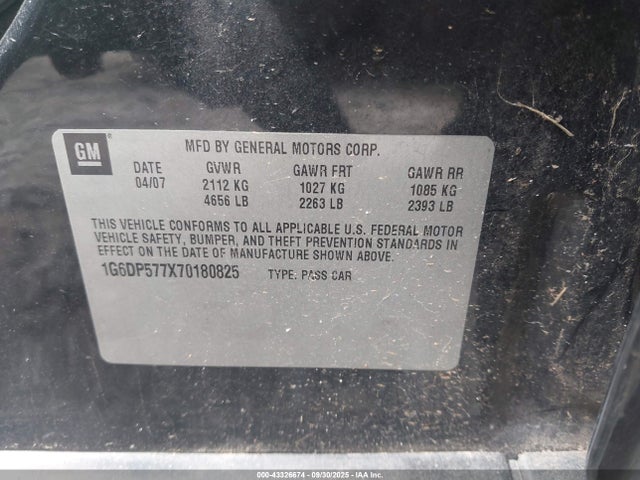 GM
MFD BY GENERAL MOTORS CORP.
DATE GVWR GAWR FRT GAWR RR
04/07 2112 KG 1027 KG 1085 KG
4656 LB 2263 LB 2393 LB
THIS VEHICLE CONFORMS TO ALL APPLICABLE U.S. FEDERAL MOTOR
VEHICLE SAFETY, BUMPER, AND THEFT PREVENTION STANDARDS IN
EFFECT ON THE DATE OF MANUFACTURE SHOWN ABOVE.
1G6DP577X70180825 TYPE: PASS CAR
000-43326674 - 09/30/2025 - © 2025 - IAA Inc.